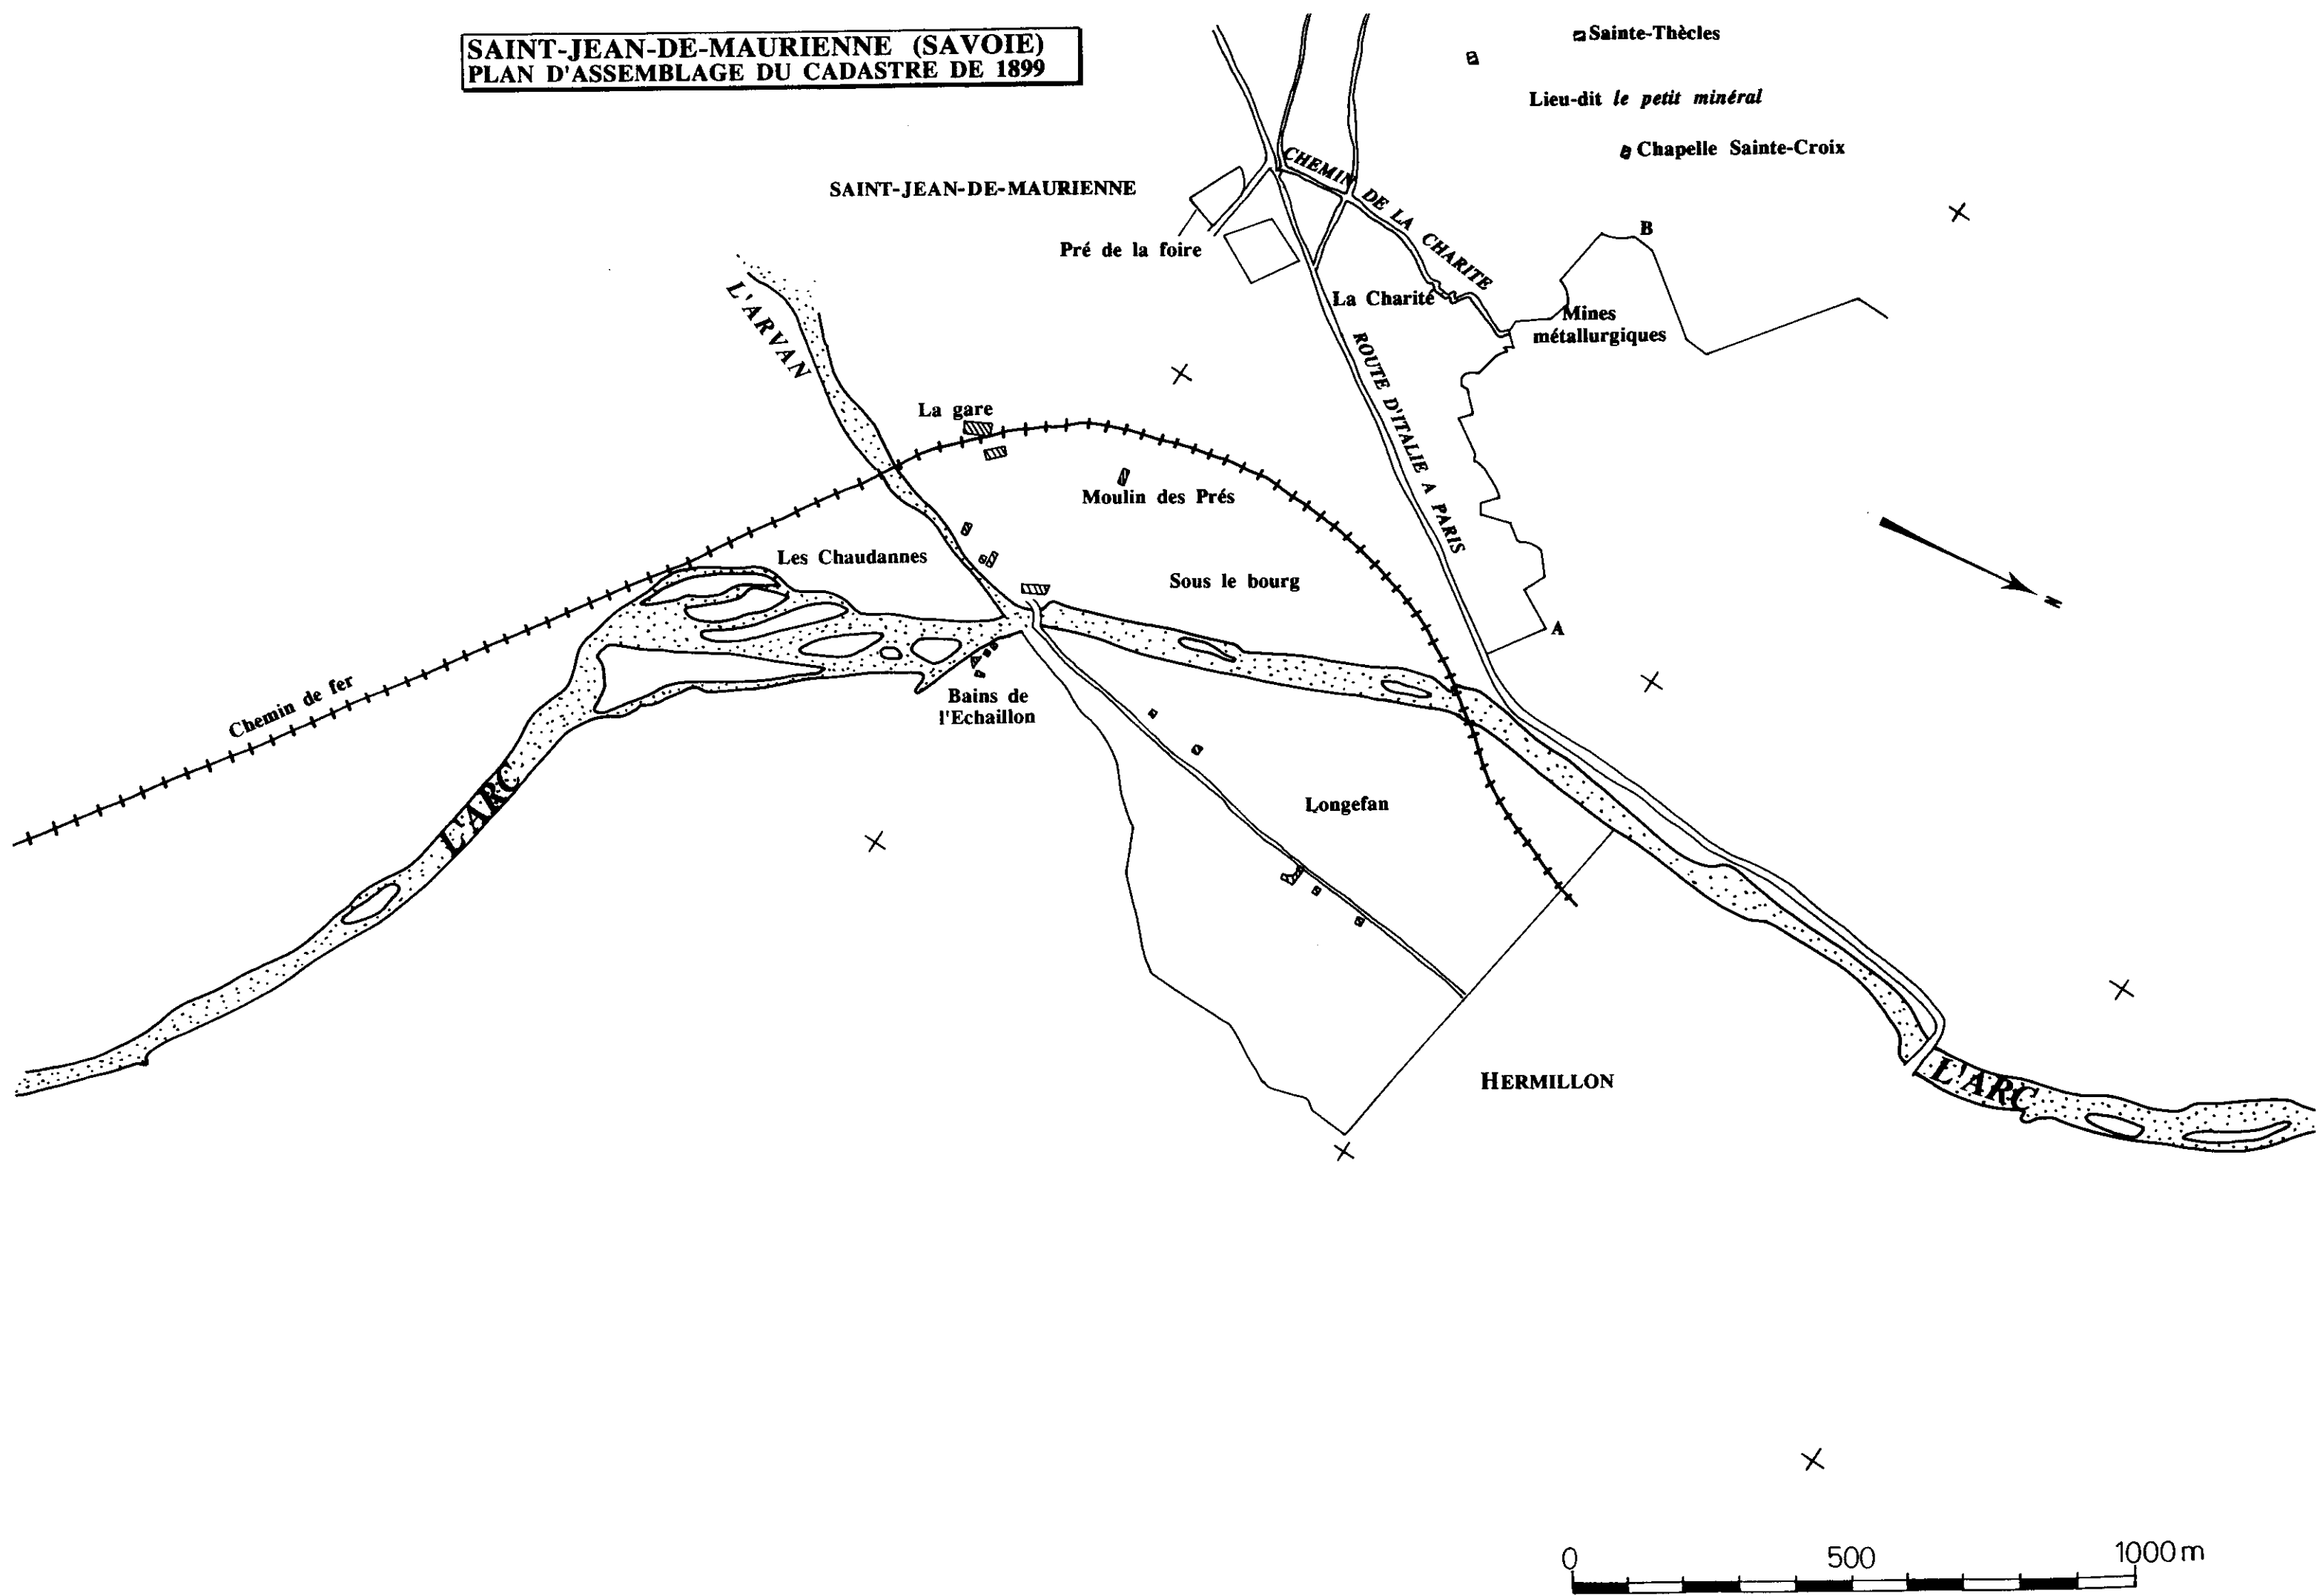 SAINT-JEAN-DE-MAURIENNE (SAVOIE)
PLAN D'ASSEMBLAGE DU CADASTRE DE 1899
Sainte-Thècles
Lieu-dit le petit minéral
Chapelle Sainte-Croix
CHEMIN DE LA CHARITE
SAINT-JEAN-DE-MAURIENNE
Pré de la foire
B
La Charité
Mines
métallurgiques
L'ARVAN
ROUTE D'ITALIE A PARIS
La gare
Moulin des Prés
Les Chaudannes
Sous le bourg
N
A
Chemin de fer
Bains de
l'Echaillon
L'ARC
Longefan
HERMILLON
L'ARC
0 500 1000 m